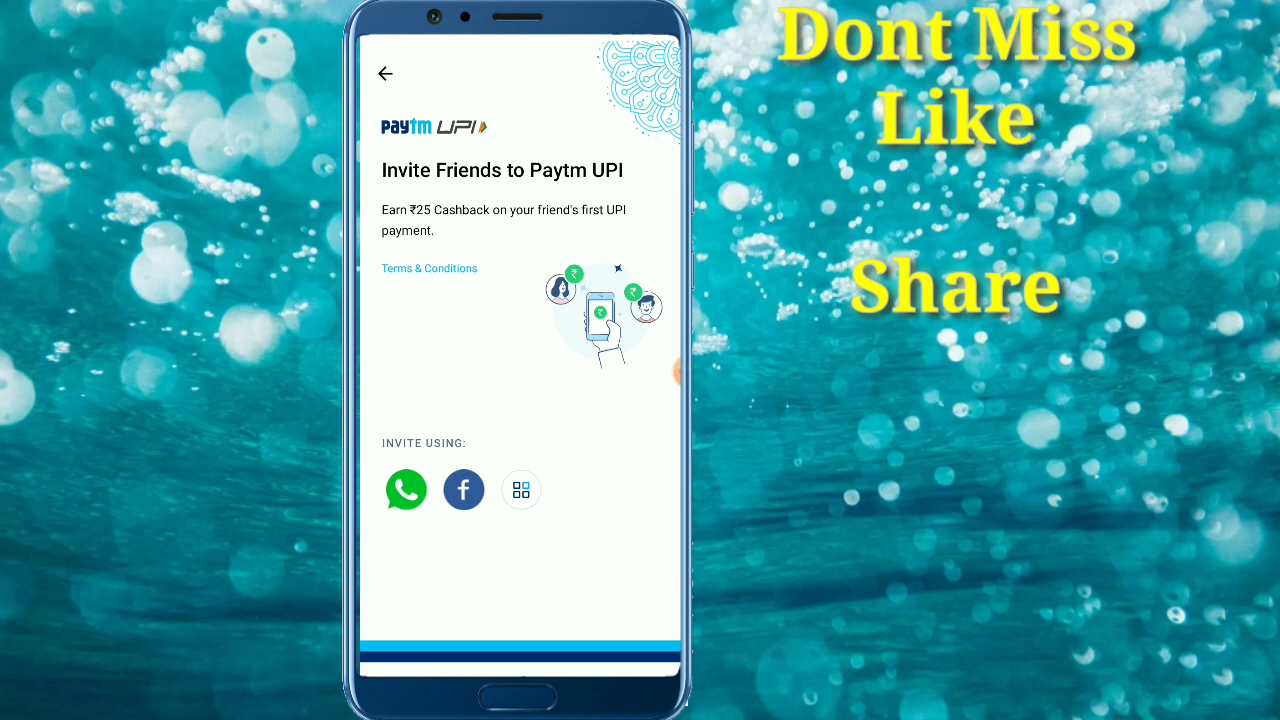 paytm UPI
Invite Friends to Paytm UPI
Earn ₹25 Cashback on your friend's first UPI
payment.
Terms & Conditions
₹
₹
₹
INVITE USING:
f
Dont Miss
Like
Share